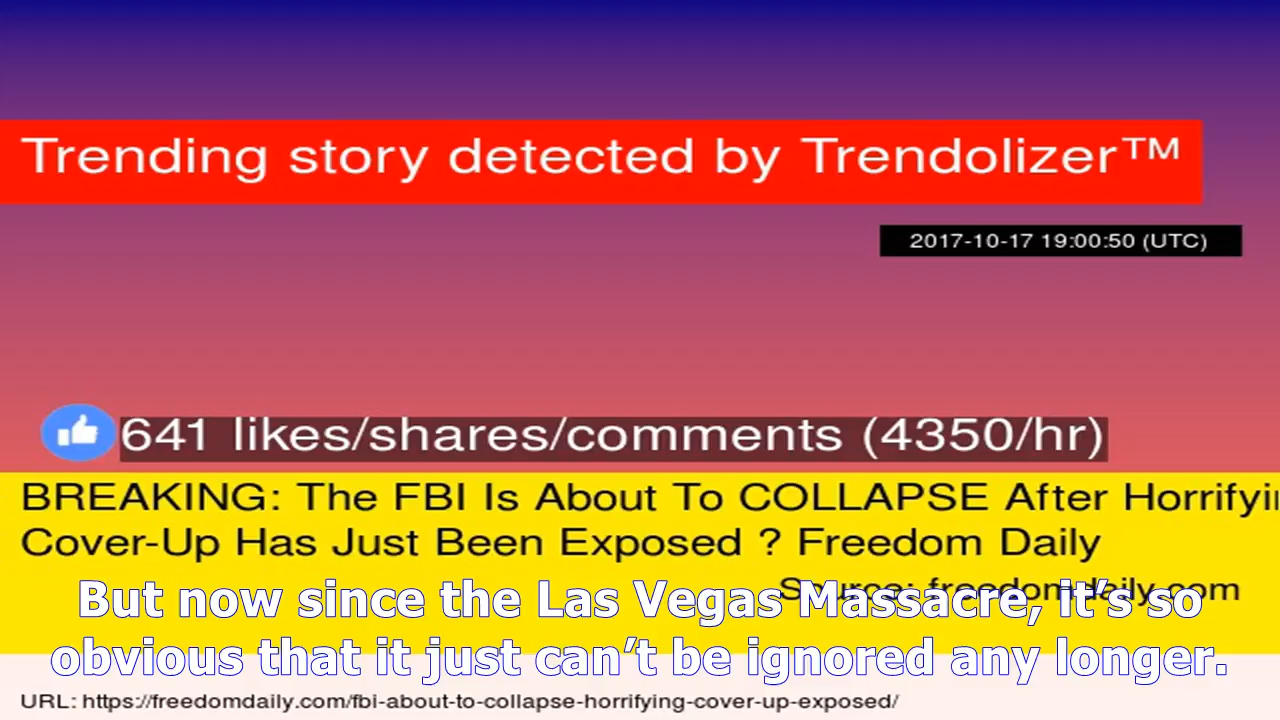 Trending story detected by Trendolizer™
2017-10-17 19:00:50 (UTC)
641 likes/shares/comments (4350/hr)
BREAKING: The FBI Is About To COLLAPSE After Horrifyi
Cover-Up Has Just Been Exposed ? Freedom Daily
Source: freedomdaily.com
But now since the Las Vegas Massacre, it’s so
obvious that it just can’t be ignored any longer.
URL: https://freedomdaily.com/fbi-about-to-collapse-horrifying-cover-up-exposed/